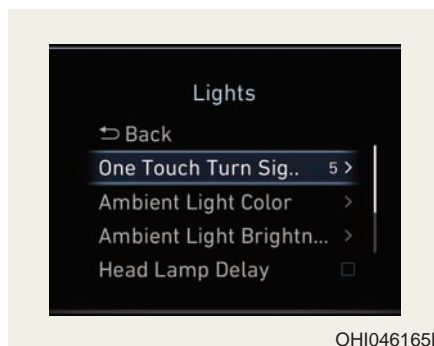 Lights
Back
One Touch Turn Sig.. 5 >
Ambient Light Color >
Ambient Light Brightn... >
Head Lamp Delay
OHI046165L